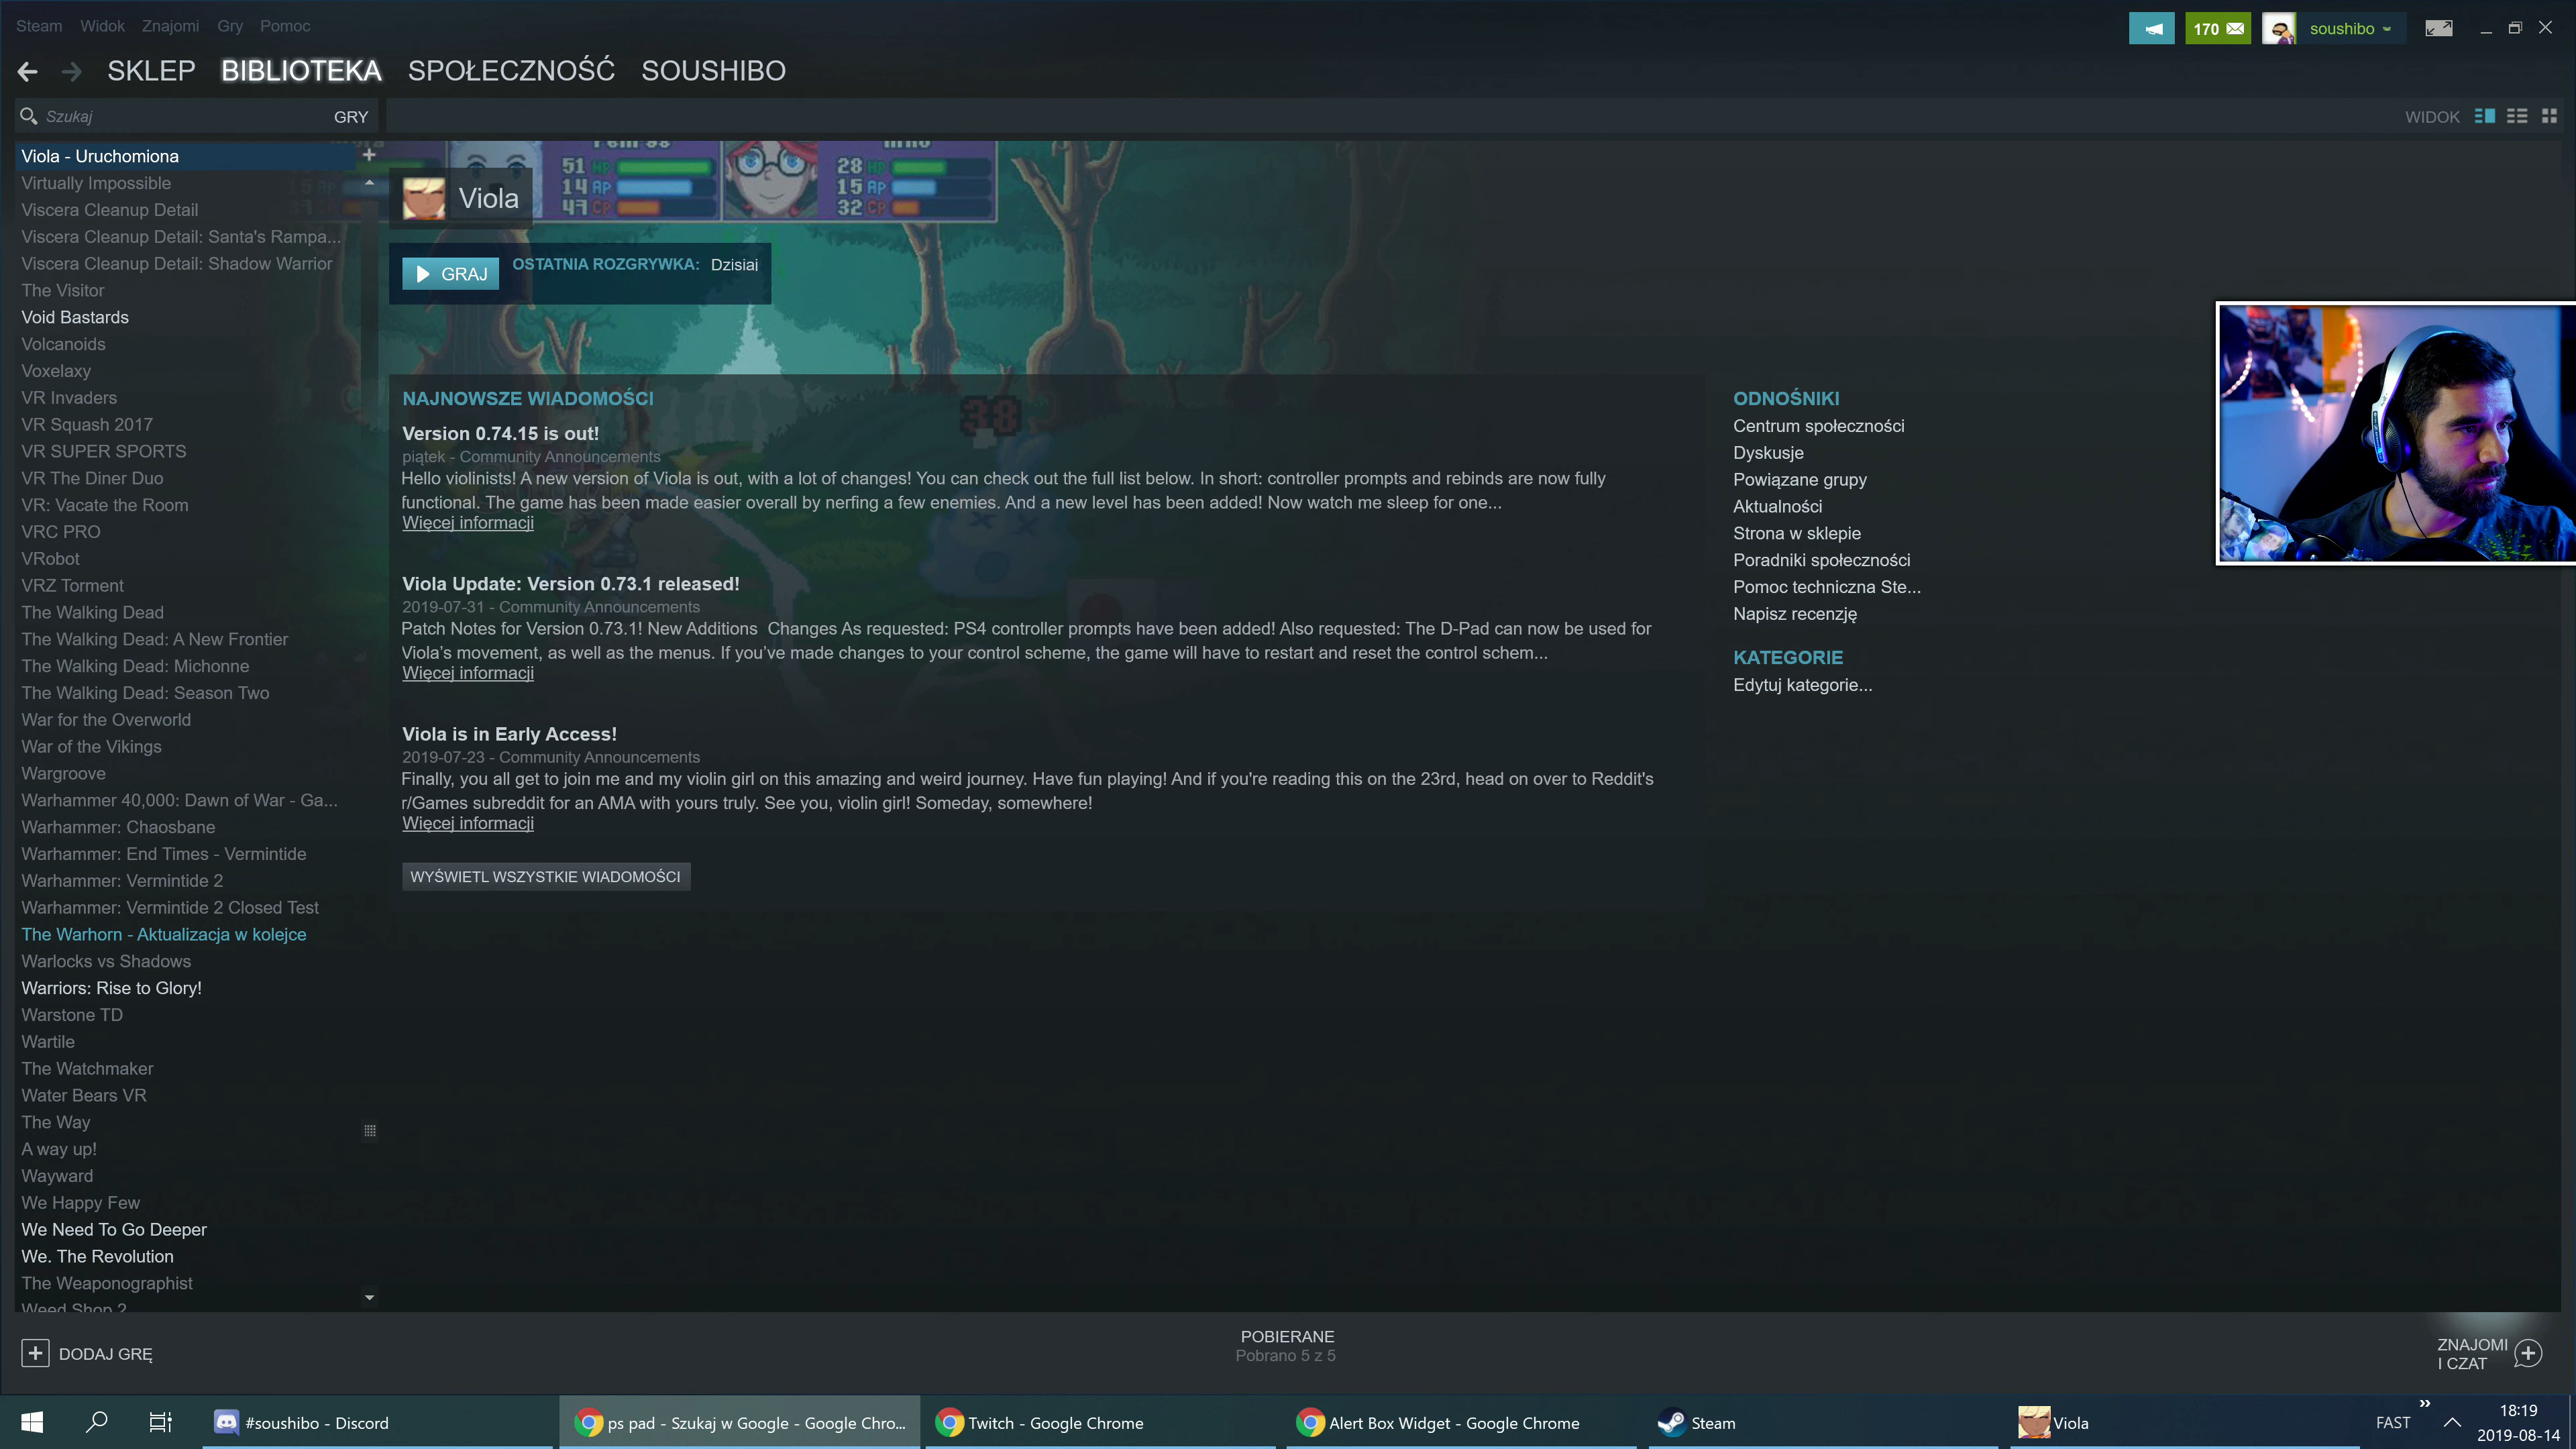 Steam Widok Znajomi Gry Pomoc
170 soushibo
SKLEP BIBLIOTEKA SPOŁECZNOŚĆ SOUSHIBO
Szukaj GRY
WIDOK
Viola - Uruchomiona
Virtually Impossible
Viscera Cleanup Detail
Viscera Cleanup Detail: Santa's Rampa...
Viscera Cleanup Detail: Shadow Warrior
The Visitor
Void Bastards
Volcanoids
Voxelaxy
VR Invaders
VR Squash 2017
VR SUPER SPORTS
VR The Diner Duo
VR: Vacate the Room
VRC PRO
VRobot
VRZ Torment
The Walking Dead
The Walking Dead: A New Frontier
The Walking Dead: Michonne
The Walking Dead: Season Two
War for the Overworld
War of the Vikings
Wargroove
Warhammer 40,000: Dawn of War - Ga...
Warhammer: Chaosbane
Warhammer: End Times - Vermintide
Warhammer: Vermintide 2
Warhammer: Vermintide 2 Closed Test
The Warhorn - Aktualizacja w kolejce
Warlocks vs Shadows
Warriors: Rise to Glory!
Warstone TD
Wartile
The Watchmaker
Water Bears VR
The Way
A way up!
Wayward
We Happy Few
We Need To Go Deeper
We. The Revolution
The Weaponographist
Weed Shop 2
51 HP
14 AP
47 CP
28 HP
15 AP
32 CP
Viola
GRAJ
OSTATNIA ROZGRYWKA: Dzisiaj
38
NAJNOWSZE WIADOMOŚCI
Version 0.74.15 is out!
piątek - Community Announcements
Hello violinists! A new version of Viola is out, with a lot of changes! You can check out the full list below. In short: controller prompts and rebinds are now fully
functional. The game has been made easier overall by nerfing a few enemies. And a new level has been added! Now watch me sleep for one...
Więcej informacji
Viola Update: Version 0.73.1 released!
2019-07-31 - Community Announcements
Patch Notes for Version 0.73.1! New Additions Changes As requested: PS4 controller prompts have been added! Also requested: The D-Pad can now be used for
Viola's movement, as well as the menus. If you've made changes to your control scheme, the game will have to restart and reset the control schem...
Więcej informacji
Viola is in Early Access!
2019-07-23 - Community Announcements
Finally, you all get to join me and my violin girl on this amazing and weird journey. Have fun playing! And if you're reading this on the 23rd, head on over to Reddit's
r/Games subreddit for an AMA with yours truly. See you, violin girl! Someday, somewhere!
Więcej informacji
WYŚWIETL WSZYSTKIE WIADOMOŚCI
ODNOŚNIKI
Centrum społeczności
Dyskusje
Powiązane grupy
Aktualności
Strona w sklepie
Poradniki społeczności
Pomoc techniczna Ste...
Napisz recenzję
KATEGORIE
Edytuj kategorie...
DODAJ GRĘ
POBIERANE
Pobrano 5 z 5
ZNAJOMI
I CZAT
#soushibo - Discord
ps pad - Szukaj w Google - Google Chro...
Twitch - Google Chrome
Alert Box Widget - Google Chrome
Steam
Viola
FAST
18:19
2019-08-14